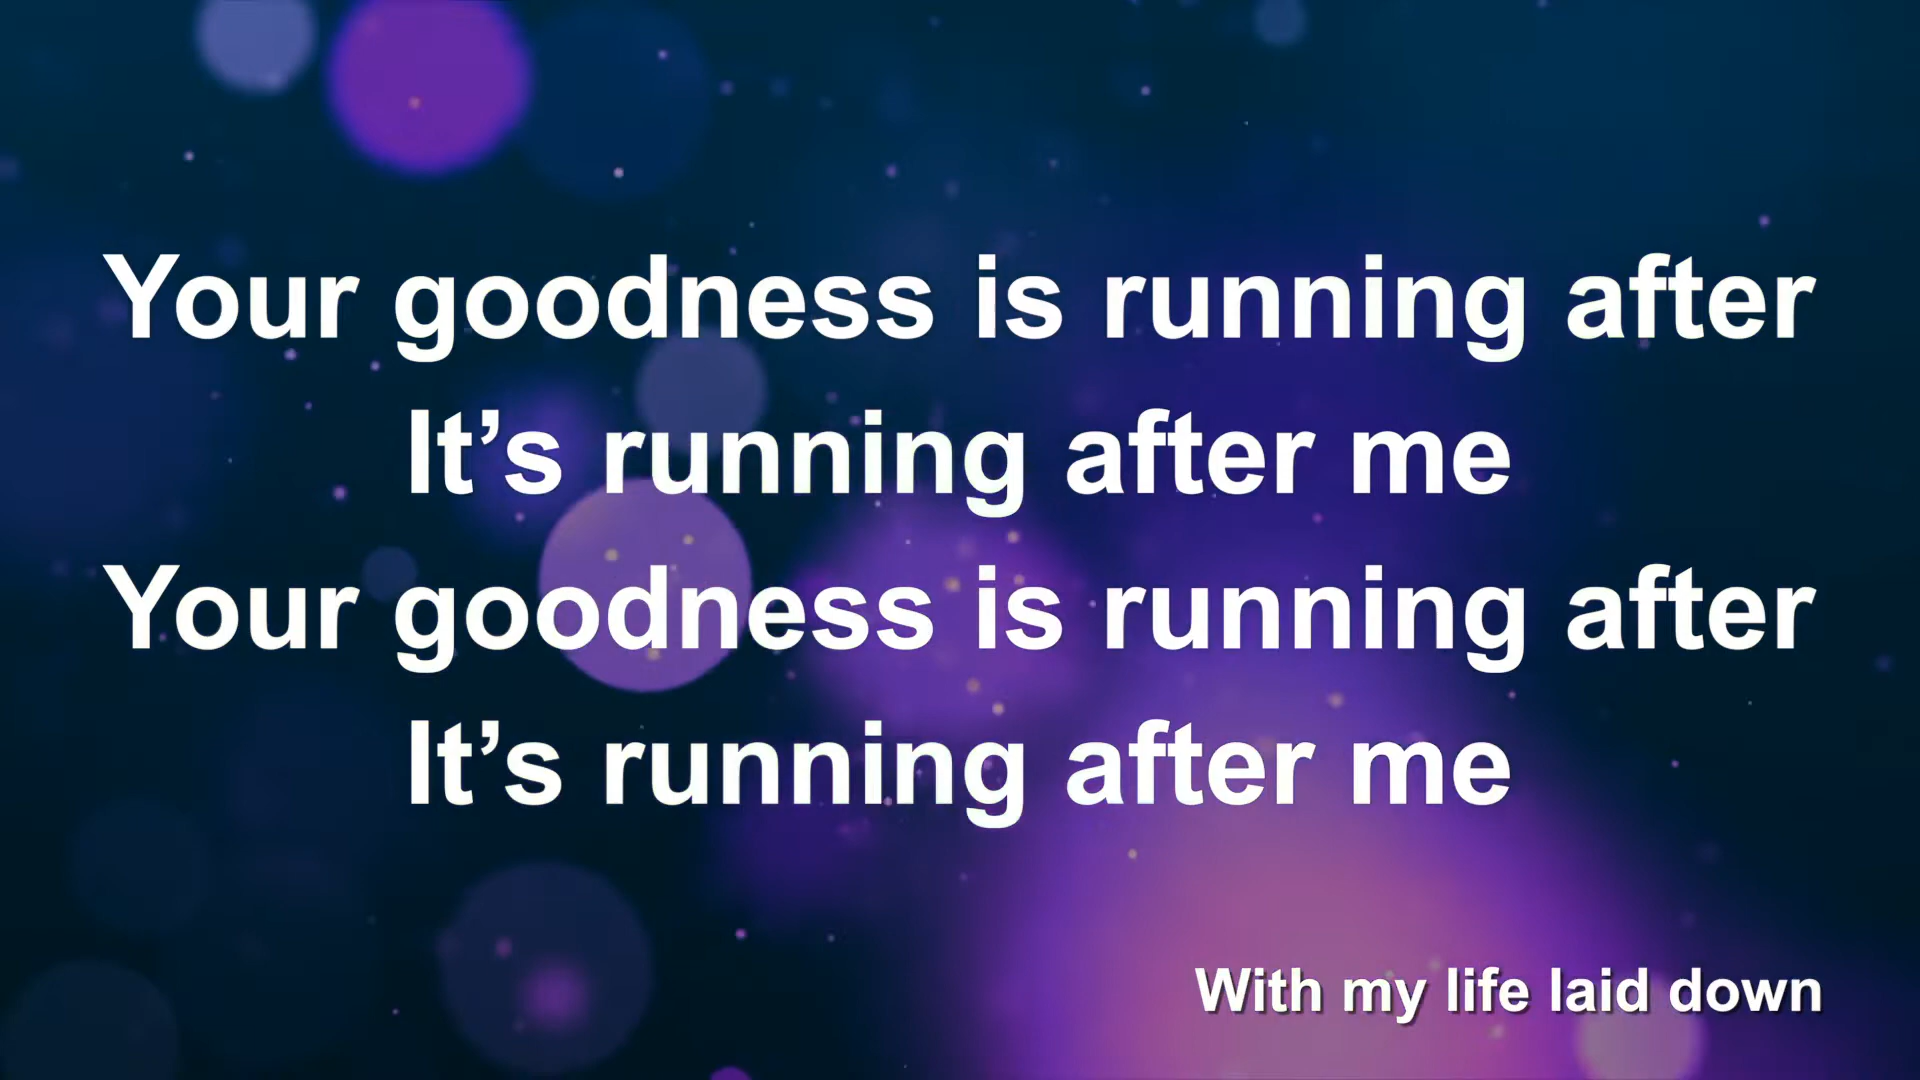 Your goodness is running after
It’s running after me
Your goodness is running after
It’s running after me
With my life laid down